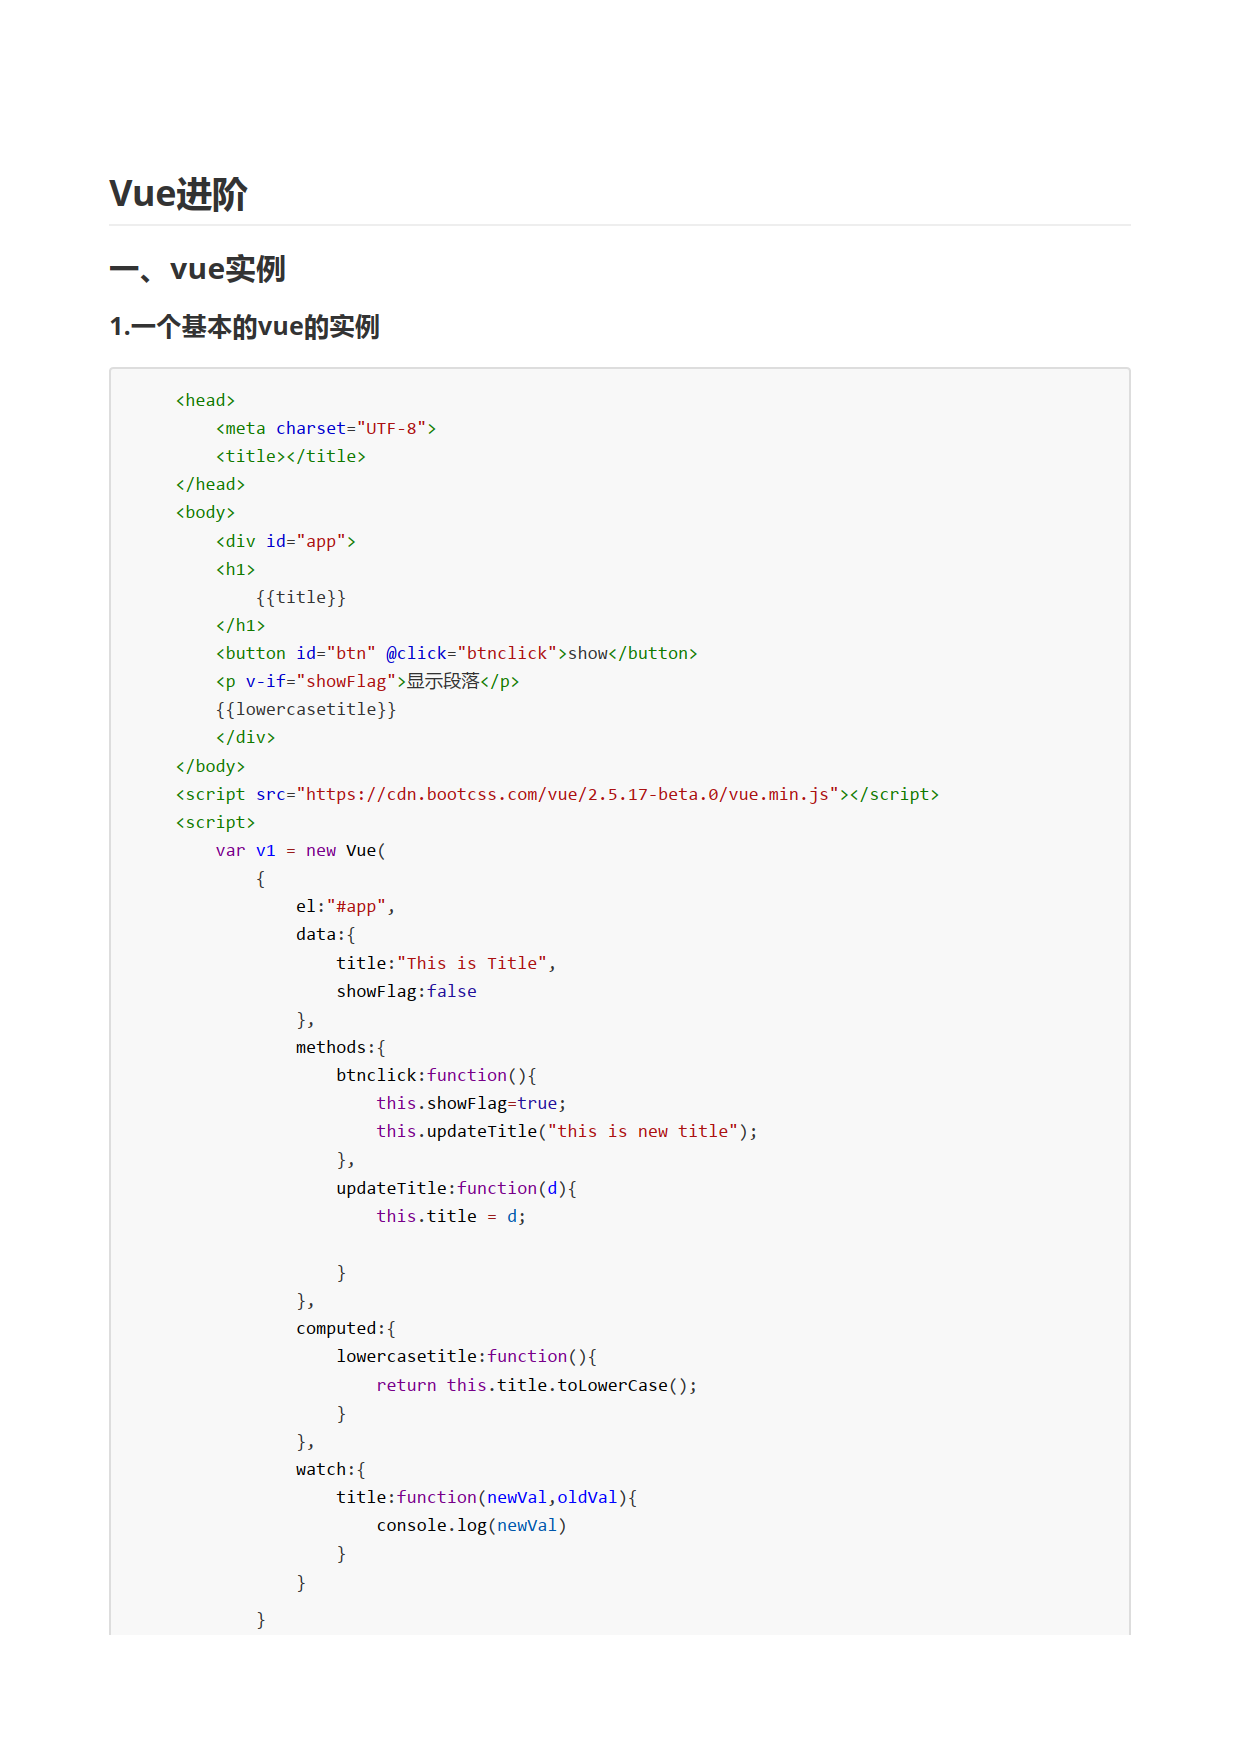 Vue进阶
一、vue实例
1.一个基本的vue的实例
<head>
    <meta charset="UTF-8">
    <title></title>
</head>
<body>
    <div id="app">
    <h1>
        {{title}}
    </h1>
    <button id="btn" @click="btnclick">show</button>
    <p v-if="showFlag">显示段落</p>
    {{lowercasetitle}}
    </div>
</body>
<script src="https://cdn.bootcss.com/vue/2.5.17-beta.0/vue.min.js"></script>
<script>
    var v1 = new Vue(
        {
            el:"#app",
            data:{
                title:"This is Title",
                showFlag:false
            },
            methods:{
                btnclick:function(){
                    this.showFlag=true;
                    this.updateTitle("this is new title");
                },
                updateTitle:function(d){
                    this.title = d;

                }
            },
            computed:{
                lowercasetitle:function(){
                    return this.title.toLowerCase();
                }
            },
            watch:{
                title:function(newVal,oldVal){
                    console.log(newVal)
                }
            }
        }